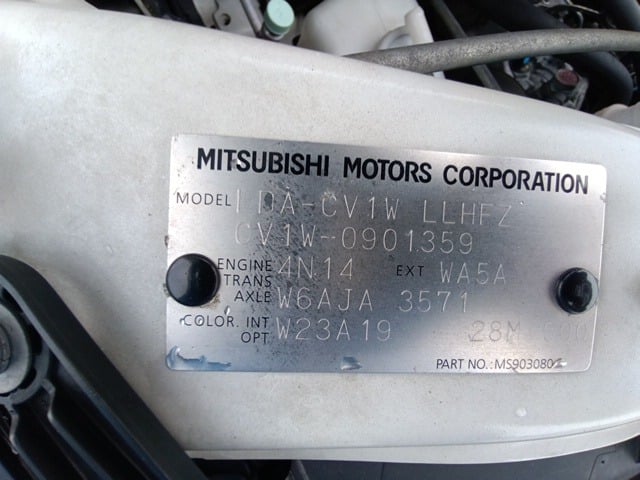 MITSUBISHI MOTORS CORPORATION
MODEL LDA-CV1W LLHFZ
CV1W-0901359
ENGINE 4N14 EXT WA5A
TRANS AXLE W6AJA 3571
COLOR. INT W23A19
OPT
PART NO.:MS903080